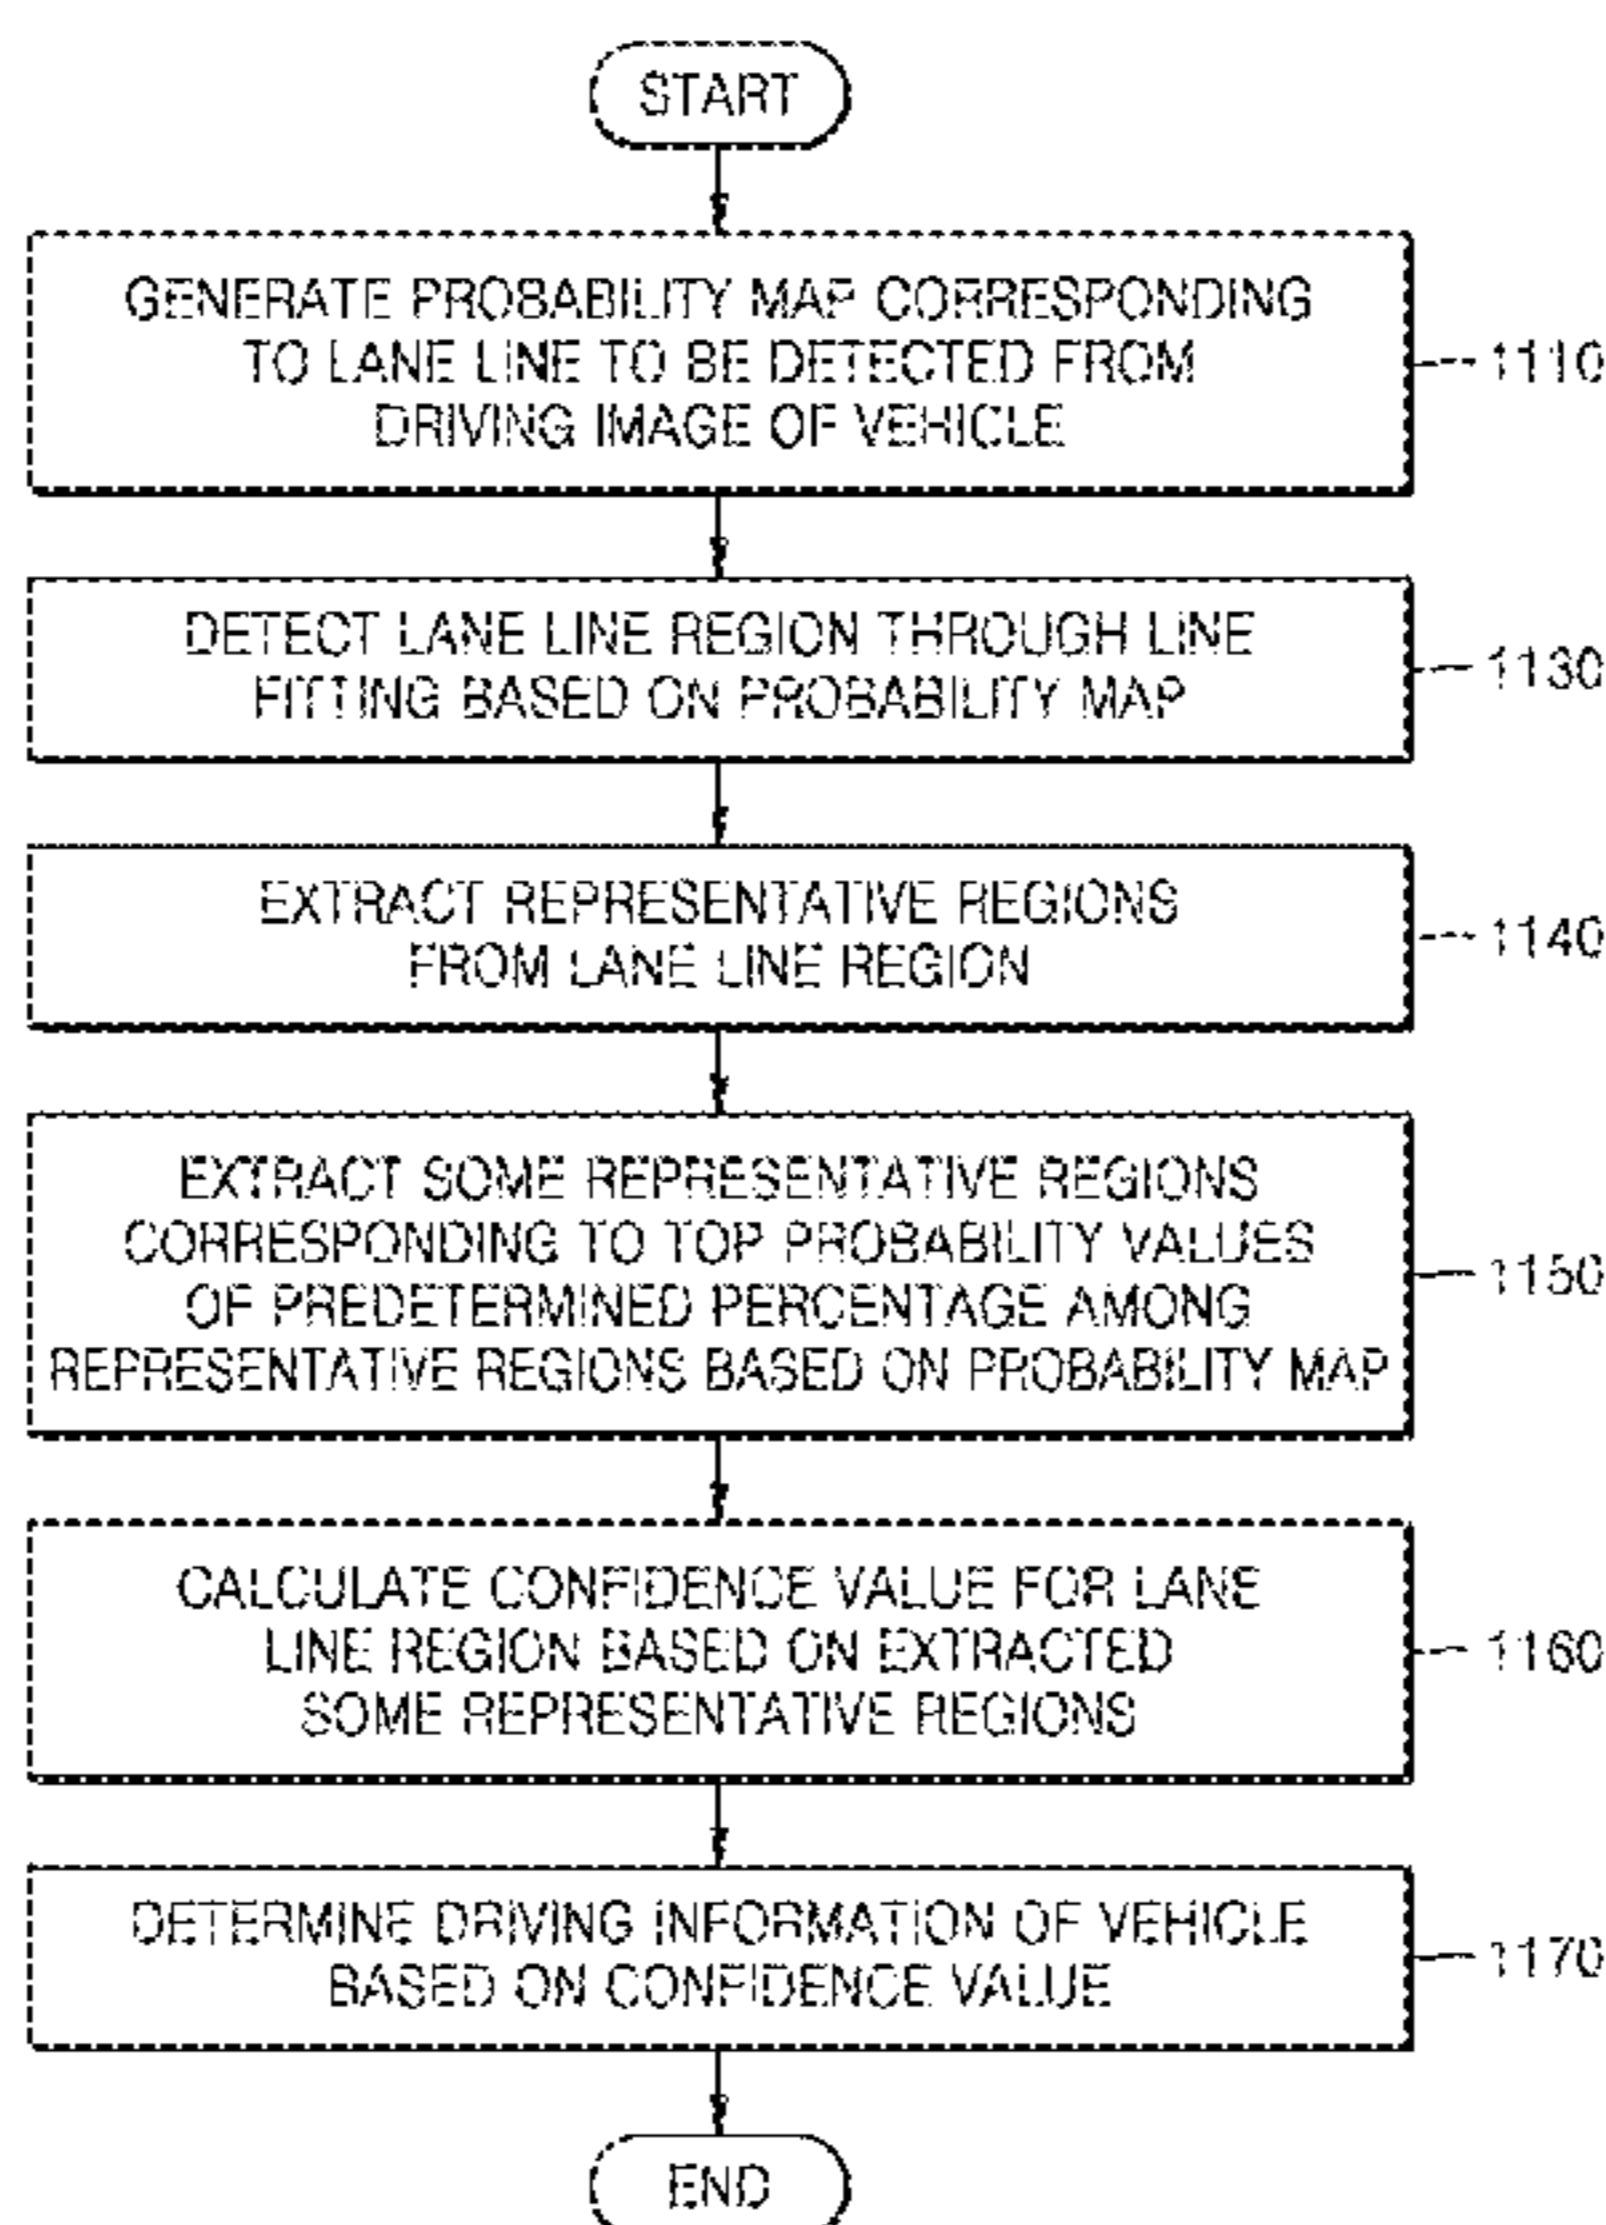 START
GENERATE PROBABILITY MAP CORRESPONDING
TO LANE LINE TO BE DETECTED FROM
DRIVING IMAGE OF VEHICLE
1110
DETECT LANE LINE REGION THROUGH LINE
FITTING BASED ON PROBABILITY MAP
1130
EXTRACT REPRESENTATIVE REGIONS
FROM LANE LINE REGION
1140
EXTRACT SOME REPRESENTATIVE REGIONS
CORRESPONDING TO TOP PROBABILITY VALUES
OF PREDETERMINED PERCENTAGE AMONG
REPRESENTATIVE REGIONS BASED ON PROBABILITY MAP
1150
CALCULATE CONFIDENCE VALUE FOR LANE
LINE REGION BASED ON EXTRACTED
SOME REPRESENTATIVE REGIONS
1160
DETERMINE DRIVING INFORMATION OF VEHICLE
BASED ON CONFIDENCE VALUE
1170
END